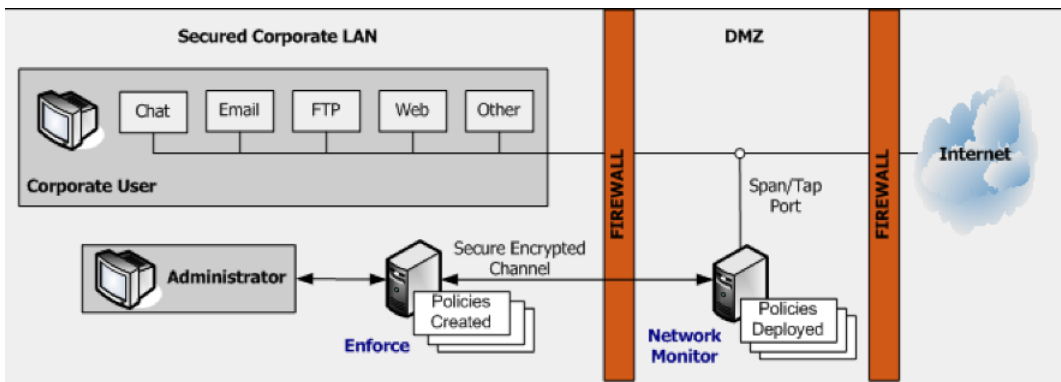 Secured Corporate LAN
DMZ
Chat
Email
FTP
Web
Other
Corporate User
FIREWALL
FIREWALL
Internet
Span/Tap
Port
Administrator
Secure Encrypted
Channel
Policies
Created
Enforce
Policies
Deployed
Network
Monitor